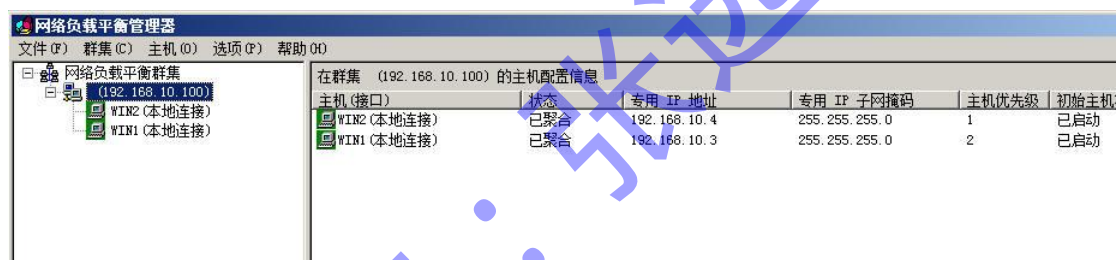 网络负载平衡管理器
文件(F) 群集(C) 主机(O) 选项(P) 帮助(H)
网络负载平衡群集
(192.168.10.100)
WIN2(本地连接)
WIN1(本地连接)
在群集 (192.168.10.100) 的主机配置信息
主机(接口) 状态 专用 IP 地址 专用 IP 子网掩码 主机优先级 初始主机
WIN2(本地连接) 已聚合 192.168.10.4 255.255.255.0 1 已启动
WIN1(本地连接) 已聚合 192.168.10.3 255.255.255.0 2 已启动
：张